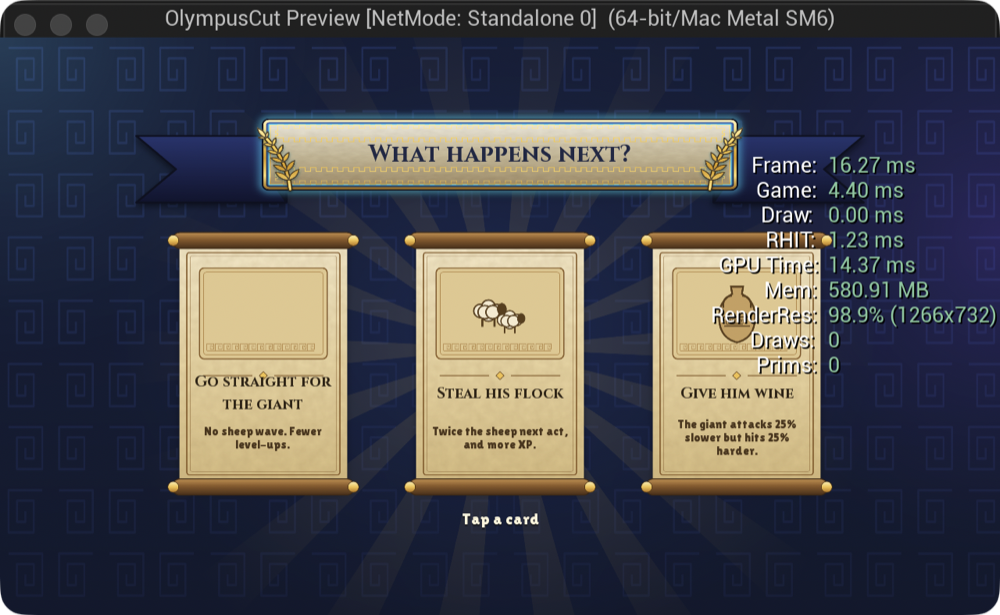 OlympusCut Preview [NetMode: Standalone 0] (64-bit/Mac Metal SM6)
What happens next?
Frame: 16.27 ms
Game: 4.40 ms
Draw: 0.00 ms
RHIT: 1.23 ms
GPU Time: 14.37 ms
Mem: 580.91 MB
RenderRes: 98.9% (1266x732)
Draws: 0
Prims: 0
Go straight for
the giant
No sheep wave. Fewer
level-ups.
Steal his flock
Twice the sheep next act,
and more XP.
Give him wine
The giant attacks 25%
slower but hits 25%
harder.
Tap a card